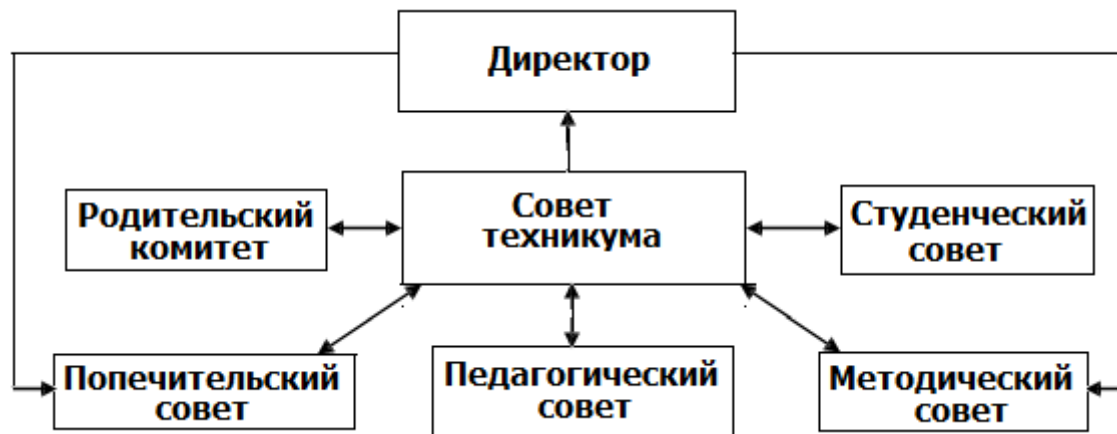 Директор
Родительский
комитет
Совет
техникума
Студенческий
совет
Попечительский
совет
Педагогический
совет
Методический
совет